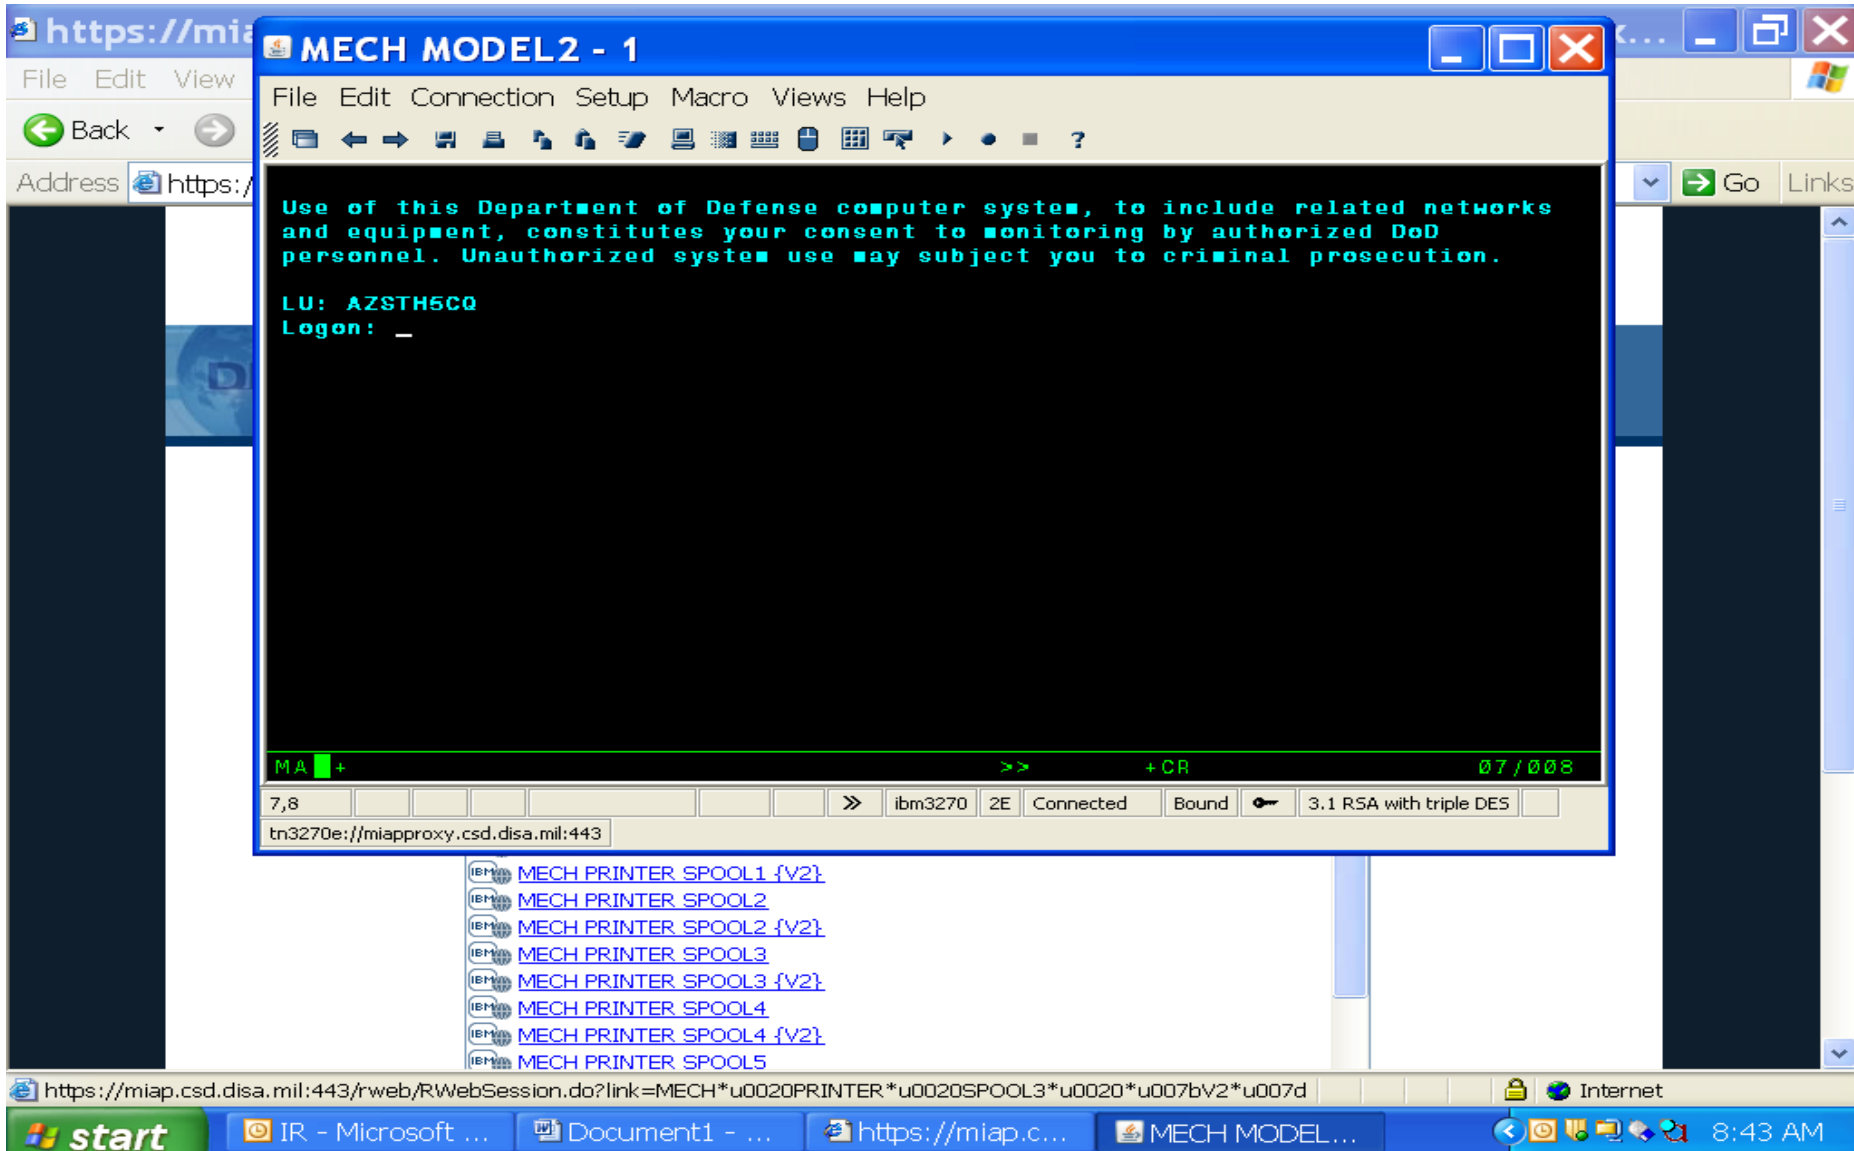 https://mia
k...
File Edit View
Back
Address https:/
Go Links
MECH MODEL2 - 1
File Edit Connection Setup Macro Views Help
Use of this Department of Defense computer system, to include related networks
and equipment, constitutes your consent to monitoring by authorized DoD
personnel. Unauthorized system use may subject you to criminal prosecution.
LU: AZSTH5CQ
Logon: _
MA + >> +CR 07/008
7,8 ibm3270 2E Connected Bound 3.1 RSA with triple DES
tn3270e://miapproxy.csd.disa.mil:443
MECH PRINTER SPOOL1 {V2}
MECH PRINTER SPOOL2
MECH PRINTER SPOOL2 {V2}
MECH PRINTER SPOOL3
MECH PRINTER SPOOL3 {V2}
MECH PRINTER SPOOL4
MECH PRINTER SPOOL4 {V2}
MECH PRINTER SPOOL5
https://miap.csd.disa.mil:443/rweb/RWebSession.do?link=MECH*u0020PRINTER*u0020SPOOL3*u0020*u007bV2*u007d Internet
start IR - Microsoft ... Document1 - ... https://miap.c... MECH MODEL... 8:43 AM